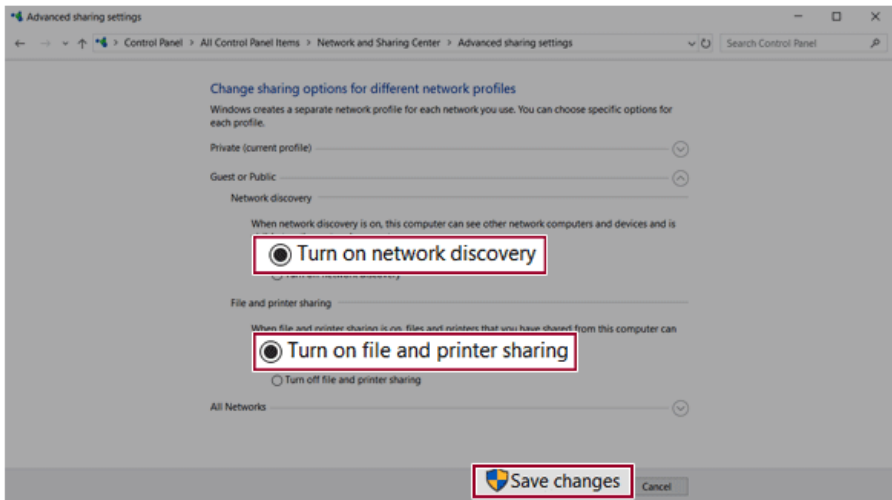 Advanced sharing settings
Control Panel > All Control Panel Items > Network and Sharing Center > Advanced sharing settings
Search Control Panel
Change sharing options for different network profiles
Windows creates a separate network profile for each network you use. You can choose specific options for
each profile.
Private (current profile)
Guest or Public
Network discovery
When network discovery is on, this computer can see other network computers and devices and is
Turn on network discovery
File and printer sharing
When file and printer sharing is on, files and printers that you have shared from this computer can
Turn on file and printer sharing
Turn off file and printer sharing
All Networks
Save changes
Cancel